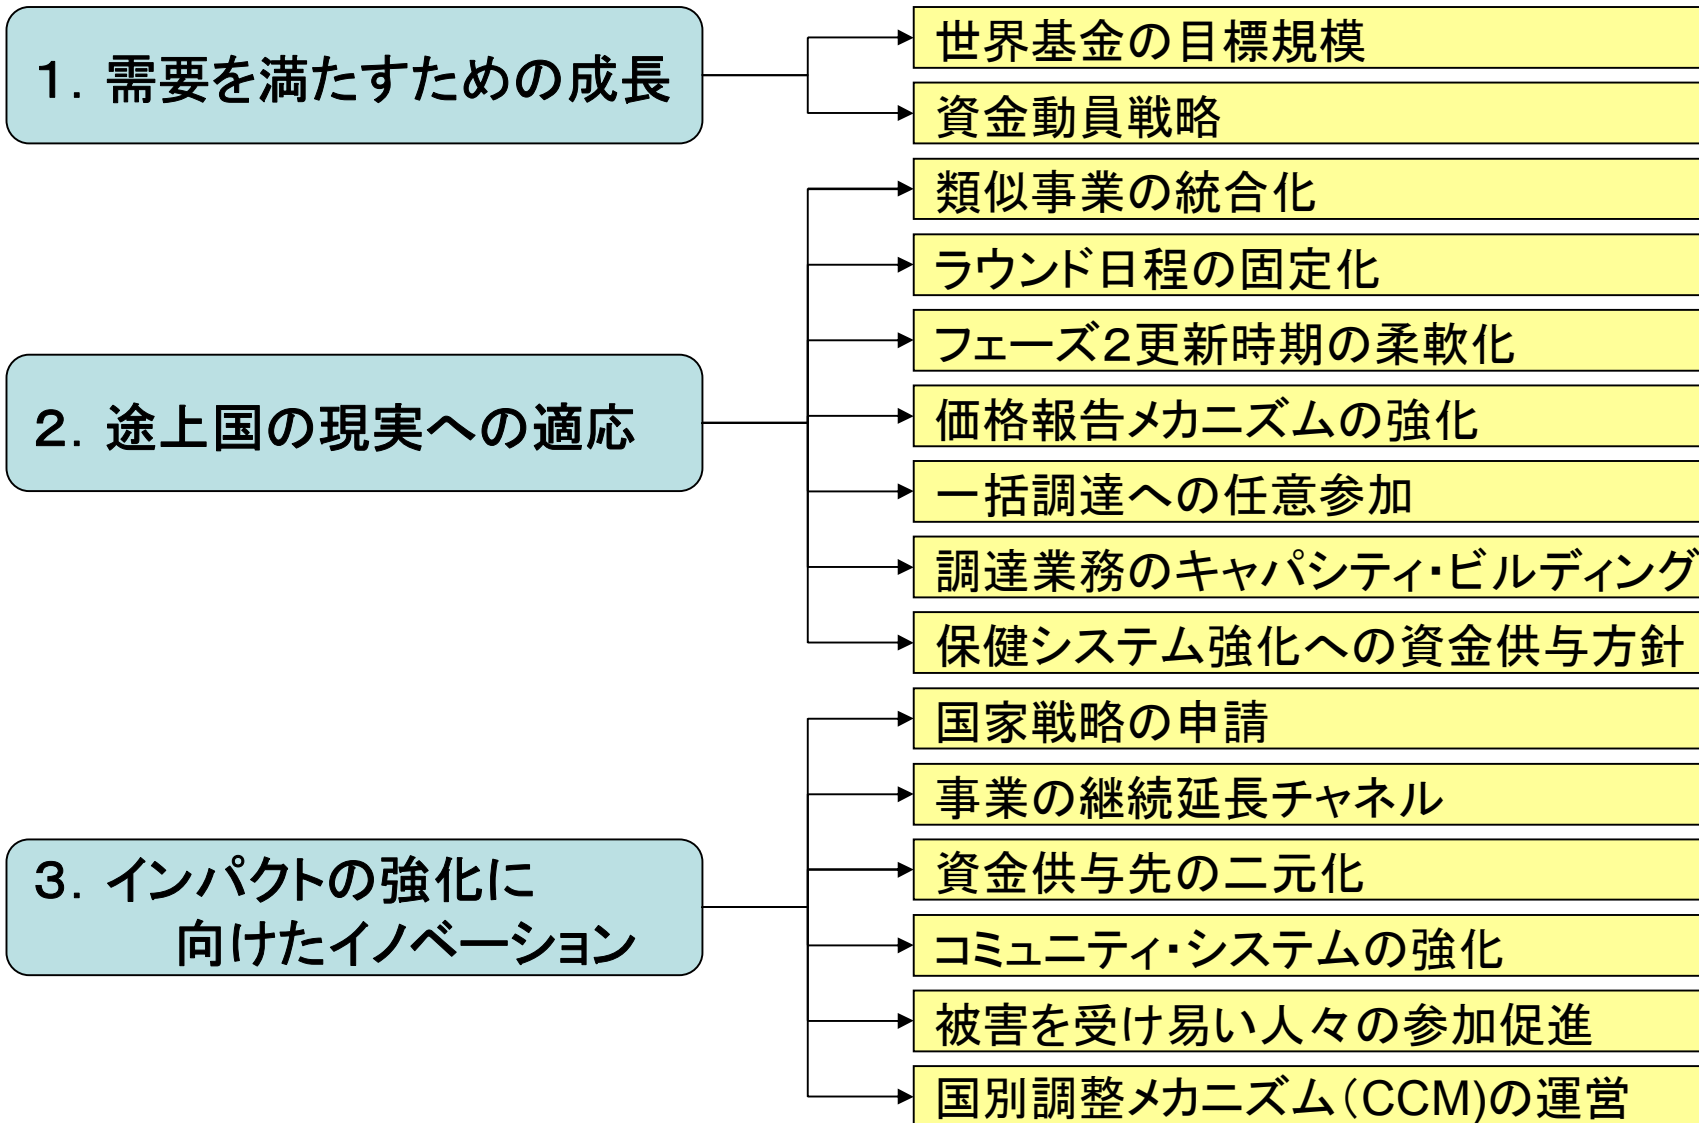 １．需要を満たすための成長
世界基金の目標規模
資金動員戦略
２．途上国の現実への適応
類似事業の統合化
ラウンド日程の固定化
フェーズ２更新時期の柔軟化
価格報告メカニズムの強化
一括調達への任意参加
調達業務のキャパシティ・ビルディング
保健システム強化への資金供与方針
３．インパクトの強化に
向けたイノベーション
国家戦略の申請
事業の継続延長チャネル
資金供与先の二元化
コミュニティ・システムの強化
被害を受け易い人々の参加促進
国別調整メカニズム（CCM)の運営